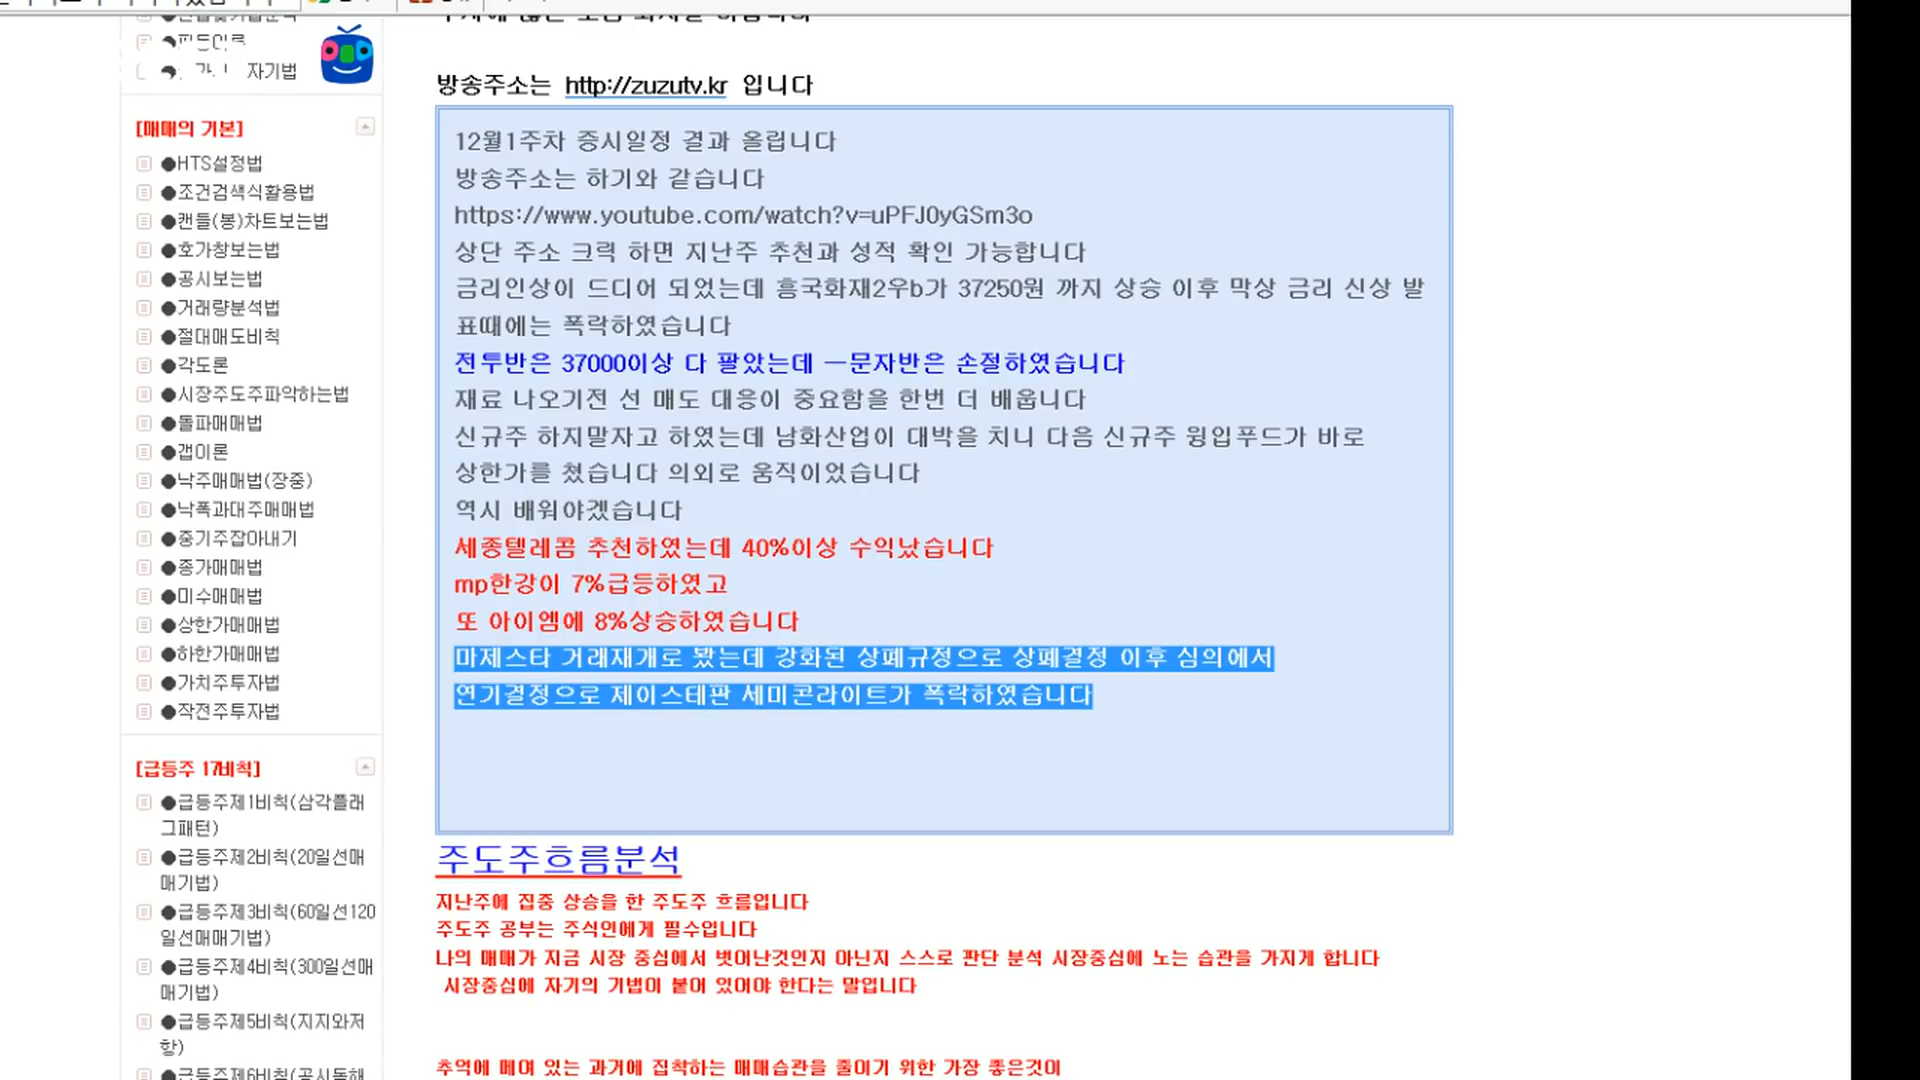 자기법
[매매의 기본]
●HTS설정법
●조건검색식활용법
●캔들(봉)차트보는법
●호가창보는법
●공시보는법
●거래량분석법
●절대매도비칙
●각도론
●시장주도주파악하는법
●돌파매매법
●갭이론
●낙주매매법(장중)
●낙폭과대주매매법
●중기주잡아내기
●종가매매법
●미수매매법
●상한가매매법
●하한가매매법
●가치주투자법
●작전주투자법
[급등주 17비칙]
●급등주제1비칙(삼각플래
그패턴)
●급등주제2비칙(20일선매
매기법)
●급등주제3비칙(60일선120
일선매매기법)
●급등주제4비칙(300일선매
매기법)
●급등주제5비칙(지지와저
항)
●급등주제6비칙(공시돌해
방송주소는 http://zuzutv.kr 입니다
12월1주차 증시일정 결과 올립니다
방송주소는 하기와 같습니다
https://www.youtube.com/watch?v=uPFJ0yGSm3o
상단 주소 크력 하면 지난주 추천과 성적 확인 가능합니다
금리인상이 드디어 되었는데 흥국화재2우b가 37250원 까지 상승 이후 막상 금리 신상 발
표때에는 폭락하였습니다
전투반은 37000이상 다 팔았는데 ㅡ문자반은 손절하였습니다
재료 나오기전 선 매도 대응이 중요함을 한번 더 배웁니다
신규주 하지말자고 하였는데 남화산업이 대박을 치니 다음 신규주 윙입푸드가 바로
상한가를 쳤습니다 의외로 움직이었습니다
역시 배워야겠습니다
세종텔레콤 추천하였는데 40%이상 수익났습니다
mp한강이 7%급등하였고
또 아이엠에 8%상승하였습니다
마제스타 거래재개로 봤는데 강화된 상폐규정으로 상폐결정 이후 심의에서
연기결정으로 제이스테판 세미콘라이트가 폭락하였습니다
주도주흐름분석
지난주에 집중 상승을 한 주도주 흐름입니다
주도주 공부는 주식인에게 필수입니다
나의 매매가 지금 시장 중심에서 벗어난것인지 아닌지 스스로 판단 분석 시장중심에 노는 습관을 가지게 합니다
시장중심에 자기의 기법이 붙어 있어야 한다는 말입니다
추억에 메여 있는 과거에 집착하는 매매습관을 줄이기 위한 가장 좋은것이